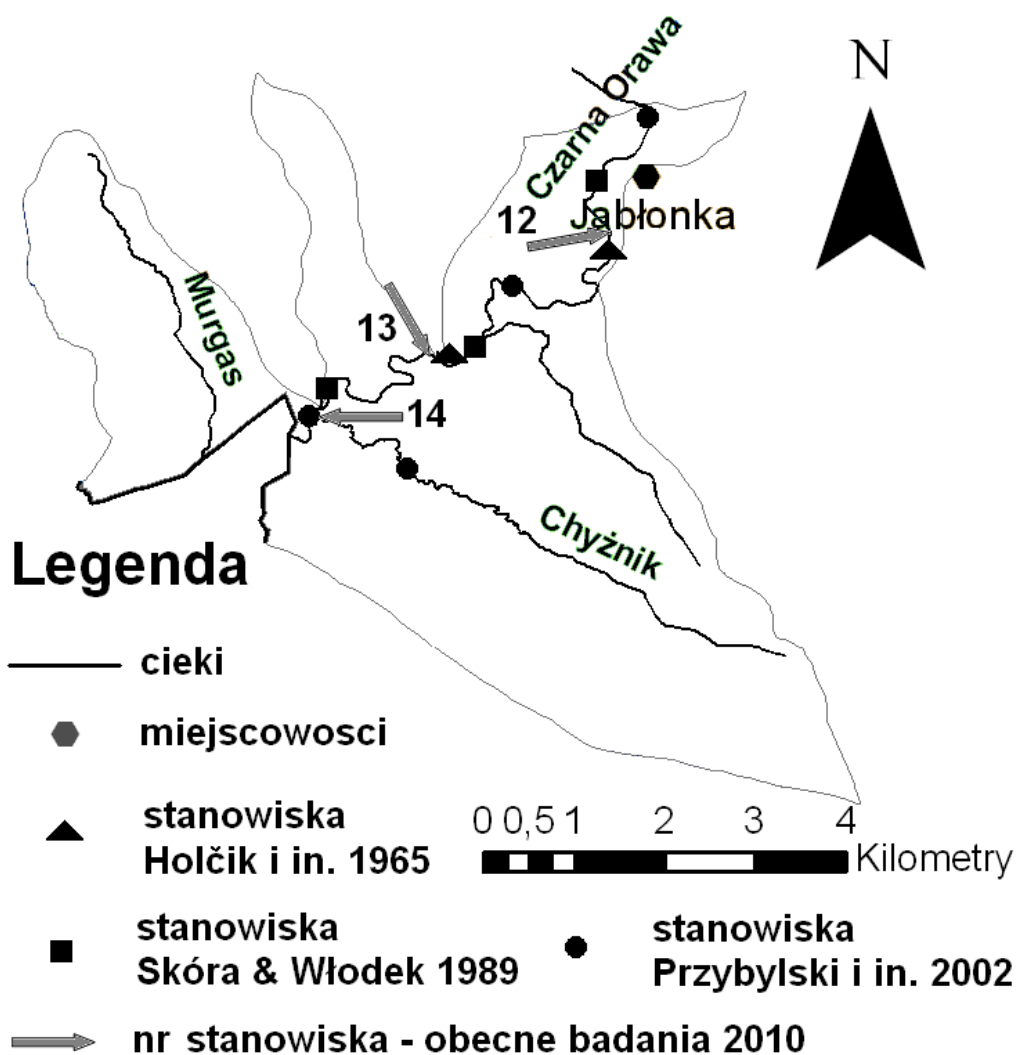 Czarna Orawa
N
12
Jabłonka
Murgas
13
14
Chyżnik
Legenda
cieki
miejscowosci
stanowiska
Holčik i in. 1965
0 0,5 1 2 3 4
Kilometry
stanowiska
Skóra & Włodek 1989
stanowiska
Przybylski i in. 2002
nr stanowiska - obecne badania 2010